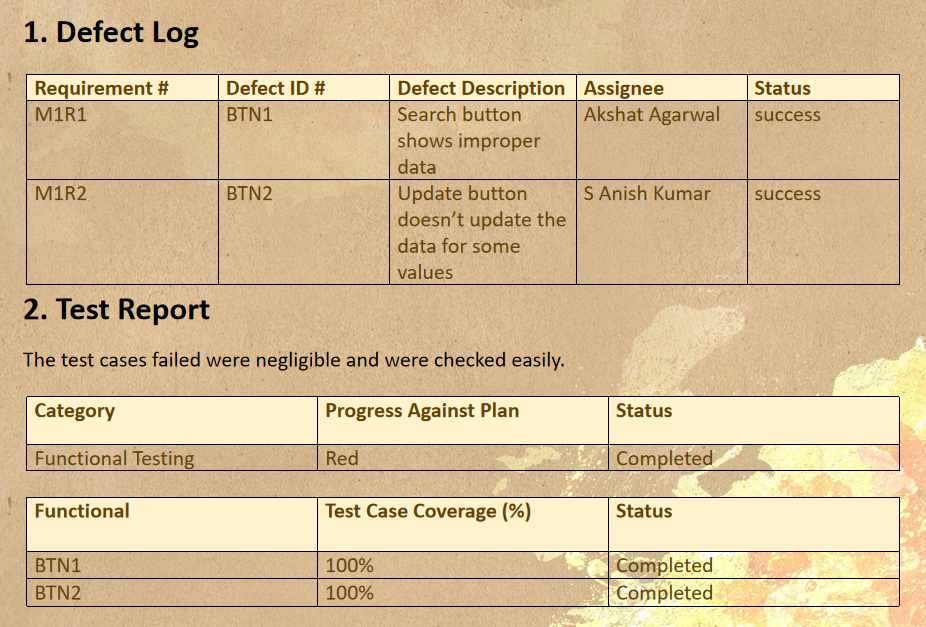 1. Defect Log
Requirement # Defect ID # Defect Description Assignee Status
M1R1 BTN1 Search button Akshat Agarwal success
shows improper
data
M1R2 BTN2 Update button S Anish Kumar success
doesn’t update the
data for some
values
2. Test Report
The test cases failed were negligible and were checked easily.
Category Progress Against Plan Status
Functional Testing Red Completed
Functional Test Case Coverage (%) Status
BTN1 100% Completed
BTN2 100% Completed